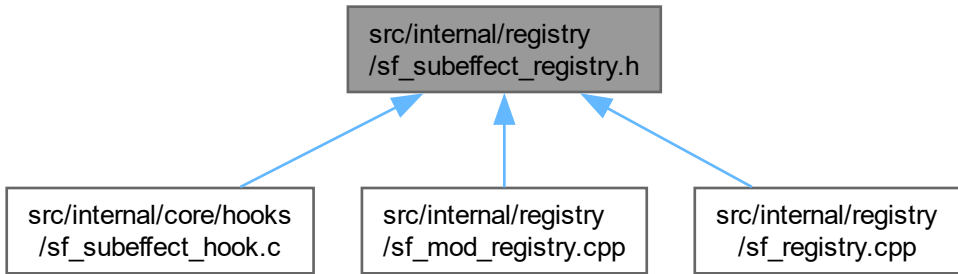 src/internal/registry
/sf_subeffect_registry.h
src/internal/core/hooks
/sf_subeffect_hook.c
src/internal/registry
/sf_mod_registry.cpp
src/internal/registry
/sf_registry.cpp